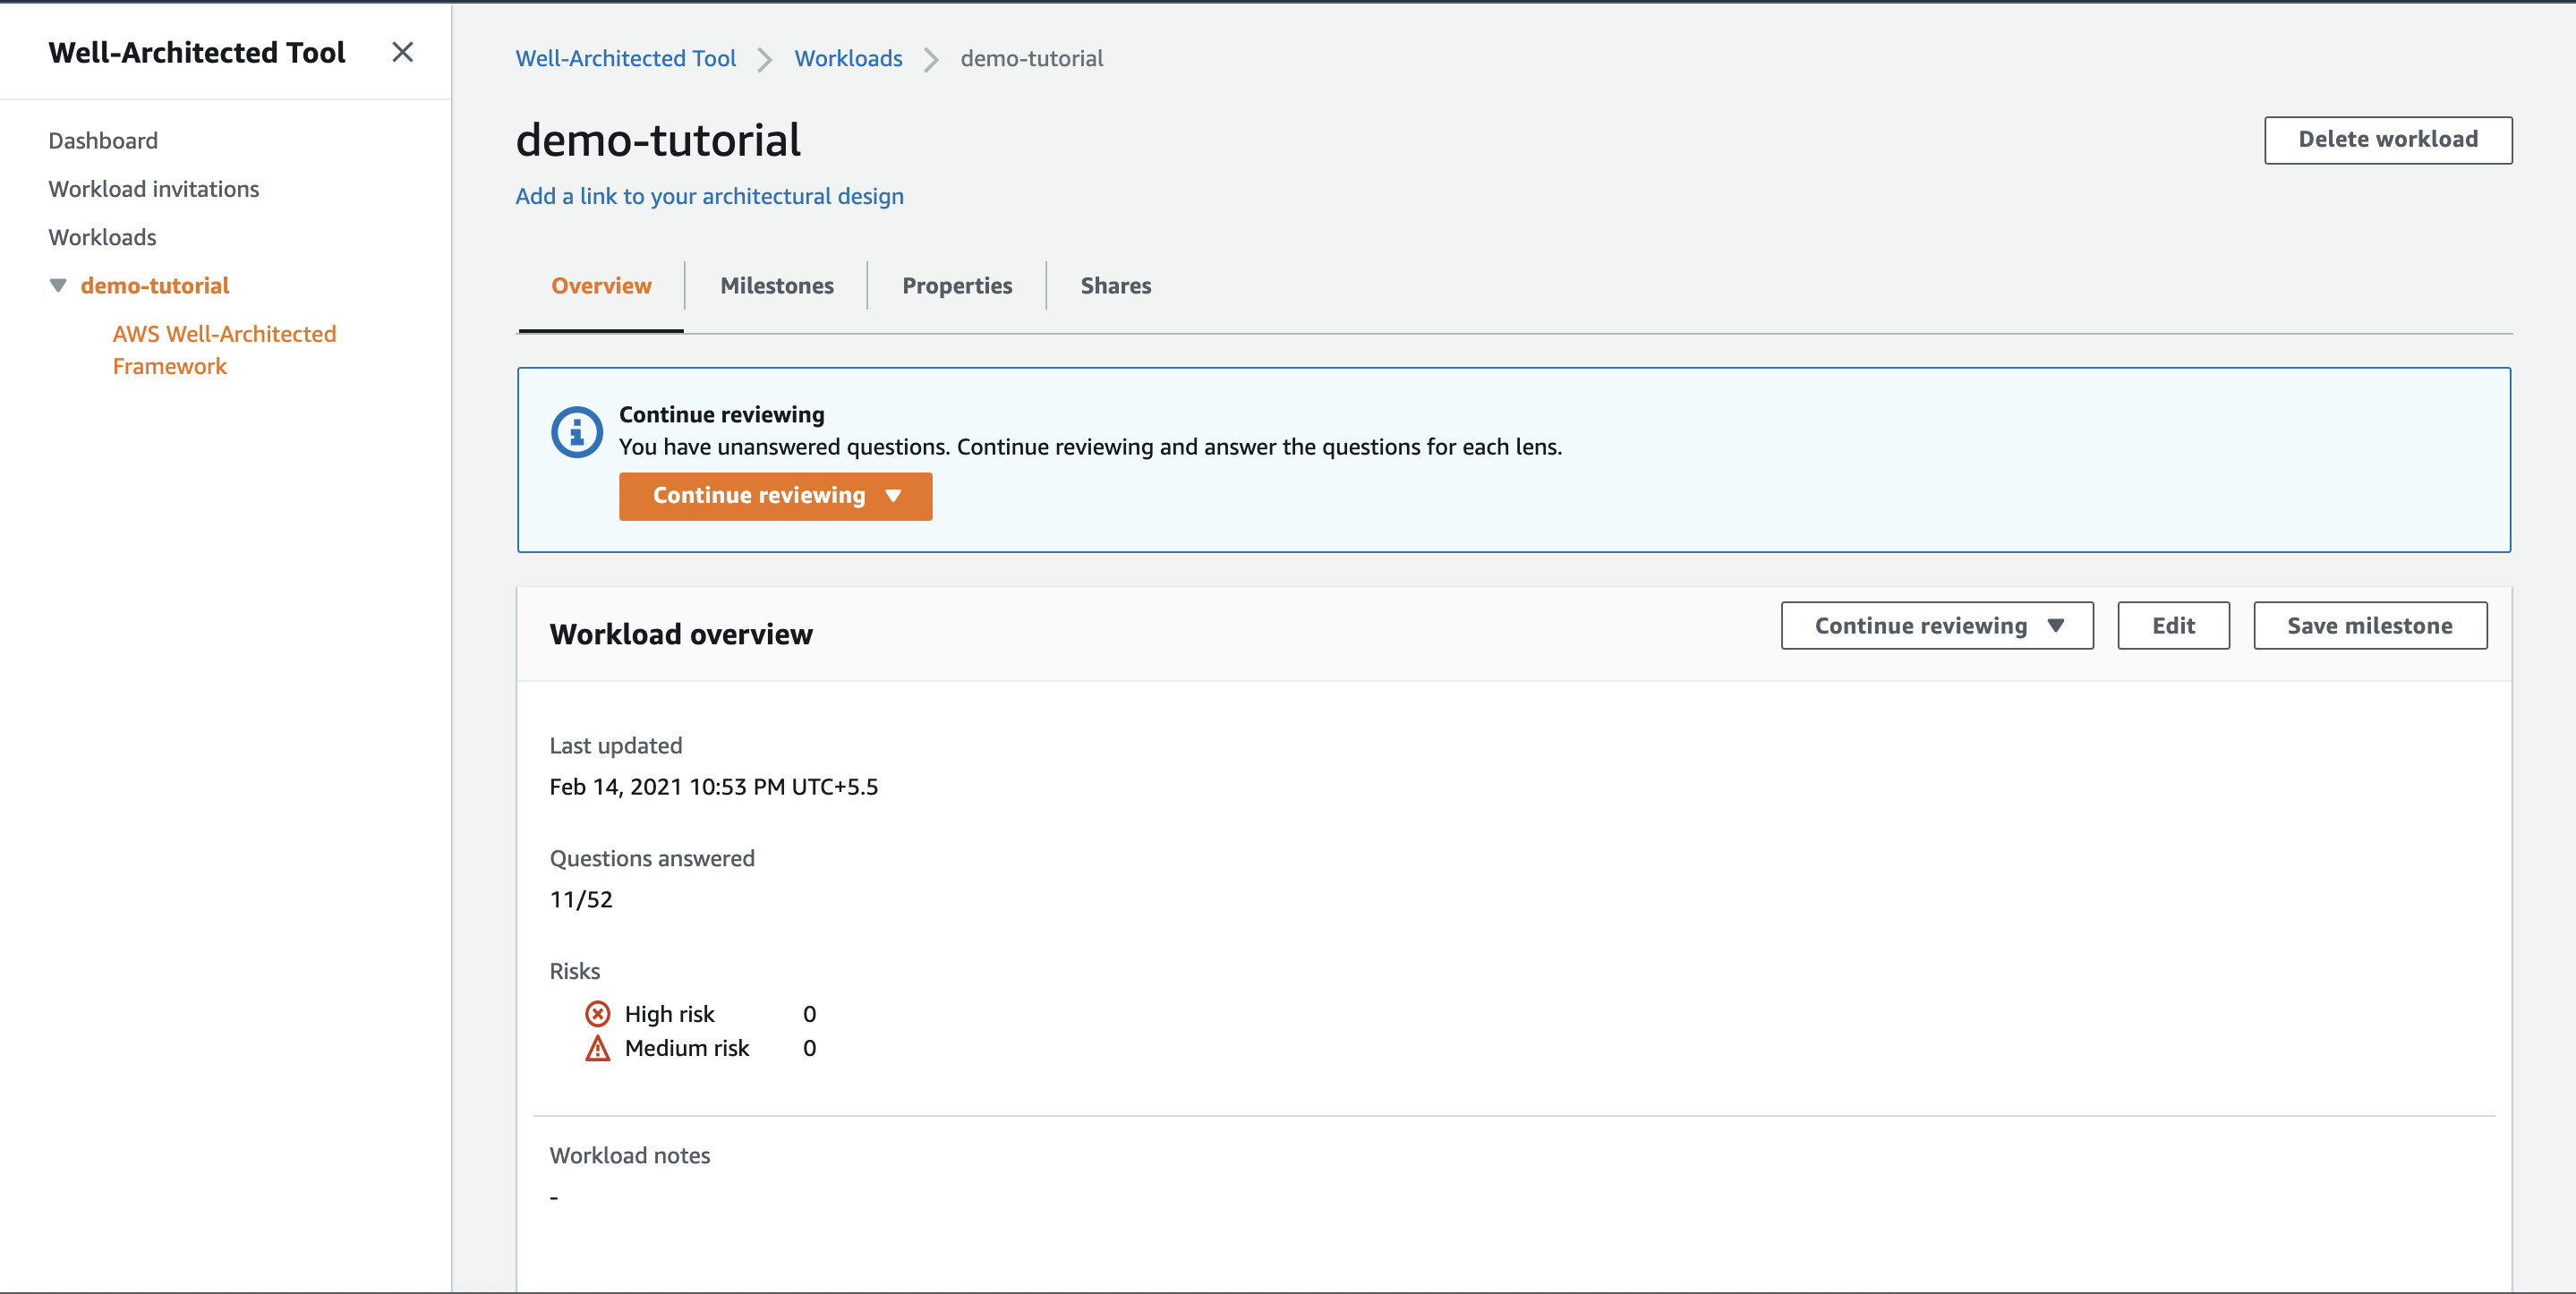 Well-Architected Tool
Dashboard
Workload invitations
Workloads
demo-tutorial
AWS Well-Architected
Framework
Well-Architected Tool
Workloads
demo-tutorial
demo-tutorial
Delete workload
Add a link to your architectural design
Overview
Milestones
Properties
Shares
Continue reviewing
You have unanswered questions. Continue reviewing and answer the questions for each lens.
Continue reviewing
Workload overview
Continue reviewing
Edit
Save milestone
Last updated
Feb 14, 2021 10:53 PM UTC+5.5
Questions answered
11/52
Risks
High risk 0
Medium risk 0
Workload notes
-